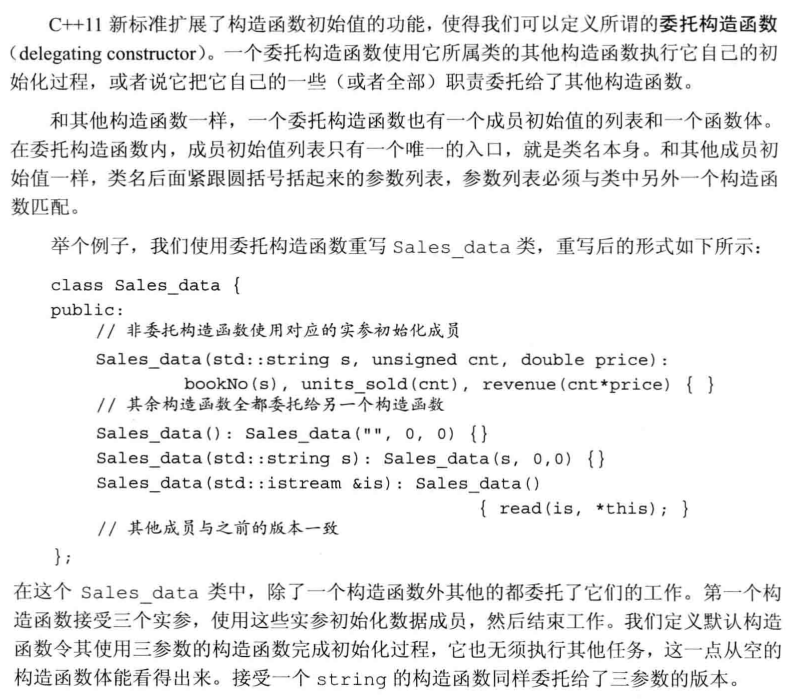 C++11 新标准扩展了构造函数初始值的功能，使得我们可以定义所谓的委托构造函数
（delegating constructor）。一个委托构造函数使用它所属类的其他构造函数执行它自己的初
始化过程，或者说它把它自己的一些（或者全部）职责委托给了其他构造函数。
和其他构造函数一样，一个委托构造函数也有一个成员初始值的列表和一个函数体。
在委托构造函数内，成员初始值列表只有一个唯一的入口，就是类名本身。和其他成员初
始值一样，类名后面紧跟圆括号括起来的参数列表，参数列表必须与类中另外一个构造函
数匹配。
举个例子，我们使用委托构造函数重写 Sales_data 类，重写后的形式如下所示：
class Sales_data {
public:
// 非委托构造函数使用对应的实参初始化成员
Sales_data(std::string s, unsigned cnt, double price):
bookNo(s), units_sold(cnt), revenue(cnt*price) { }
// 其余构造函数全都委托给另一个构造函数
Sales_data(): Sales_data("", 0, 0) {}
Sales_data(std::string s): Sales_data(s, 0,0) {}
Sales_data(std::istream &is): Sales_data()
{ read(is, *this); }
// 其他成员与之前的版本一致
};
在这个 Sales_data 类中，除了一个构造函数外其他的都委托了它们的工作。第一个构
造函数接受三个实参，使用这些实参初始化数据成员，然后结束工作。我们定义默认构造
函数令其使用三参数的构造函数完成初始化过程，它也无须执行其他任务，这一点从空的
构造函数体能看得出来。接受一个 string 的构造函数同样委托给了三参数的版本。